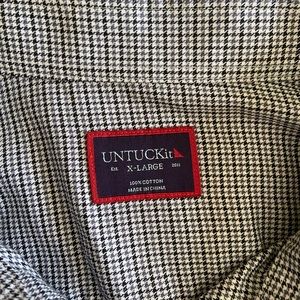 UNTUCKit
Est. X-LARGE 2011
100% COTTON
MADE IN CHINA